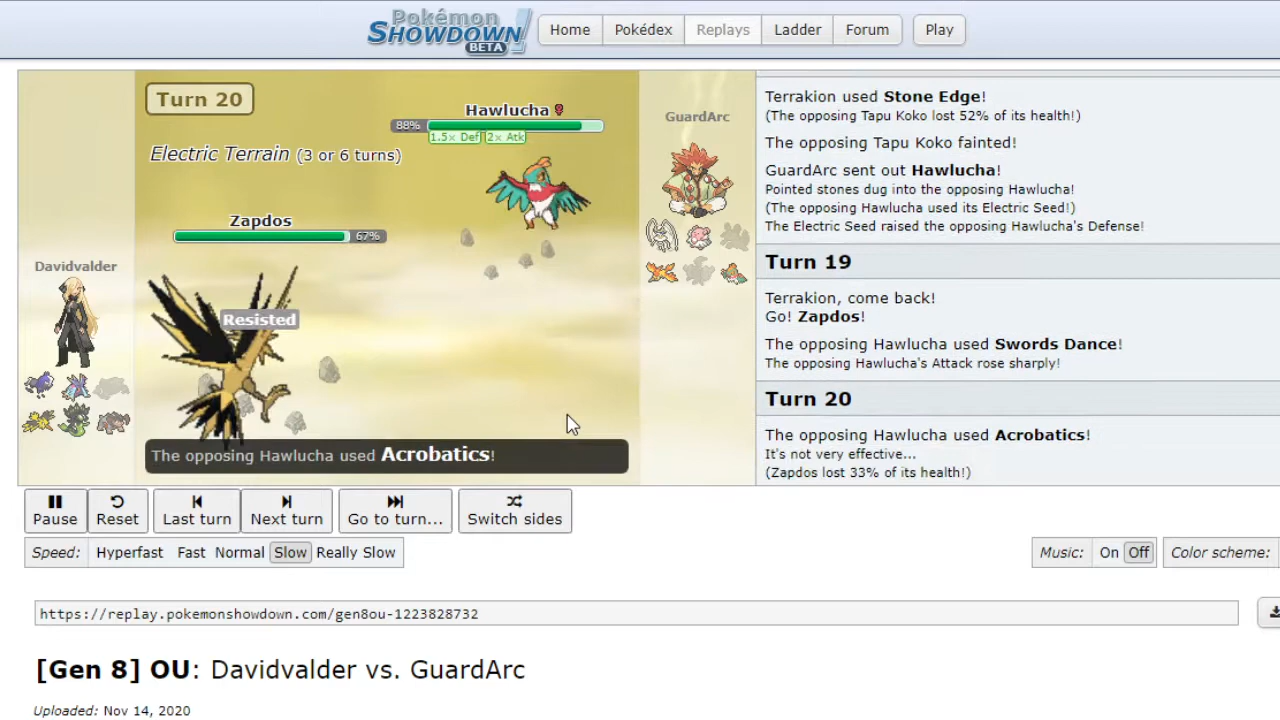 Pokémon
SHOWDOWN!
BETA
Home
Pokédex
Replays
Ladder
Forum
Play
Turn 20
Hawlucha
88%
1.5× Def
2× Atk
Electric Terrain (3 or 6 turns)
Zapdos
67%
Resisted
Davidvalder
GuardArc
The opposing Hawlucha used Acrobatics!
Terrakion used Stone Edge!
(The opposing Tapu Koko lost 52% of its health!)
The opposing Tapu Koko fainted!
GuardArc sent out Hawlucha!
Pointed stones dug into the opposing Hawlucha!
(The opposing Hawlucha used its Electric Seed!)
The Electric Seed raised the opposing Hawlucha's Defense!
Turn 19
Terrakion, come back!
Go! Zapdos!
The opposing Hawlucha used Swords Dance!
The opposing Hawlucha's Attack rose sharply!
Turn 20
The opposing Hawlucha used Acrobatics!
It's not very effective...
(Zapdos lost 33% of its health!)
Pause
Reset
Last turn
Next turn
Go to turn...
Switch sides
Speed: Hyperfast Fast Normal Slow Really Slow
Music: On Off
Color scheme:
https://replay.pokemonshowdown.com/gen8ou-1223828732
[Gen 8] OU: Davidvalder vs. GuardArc
Uploaded: Nov 14, 2020